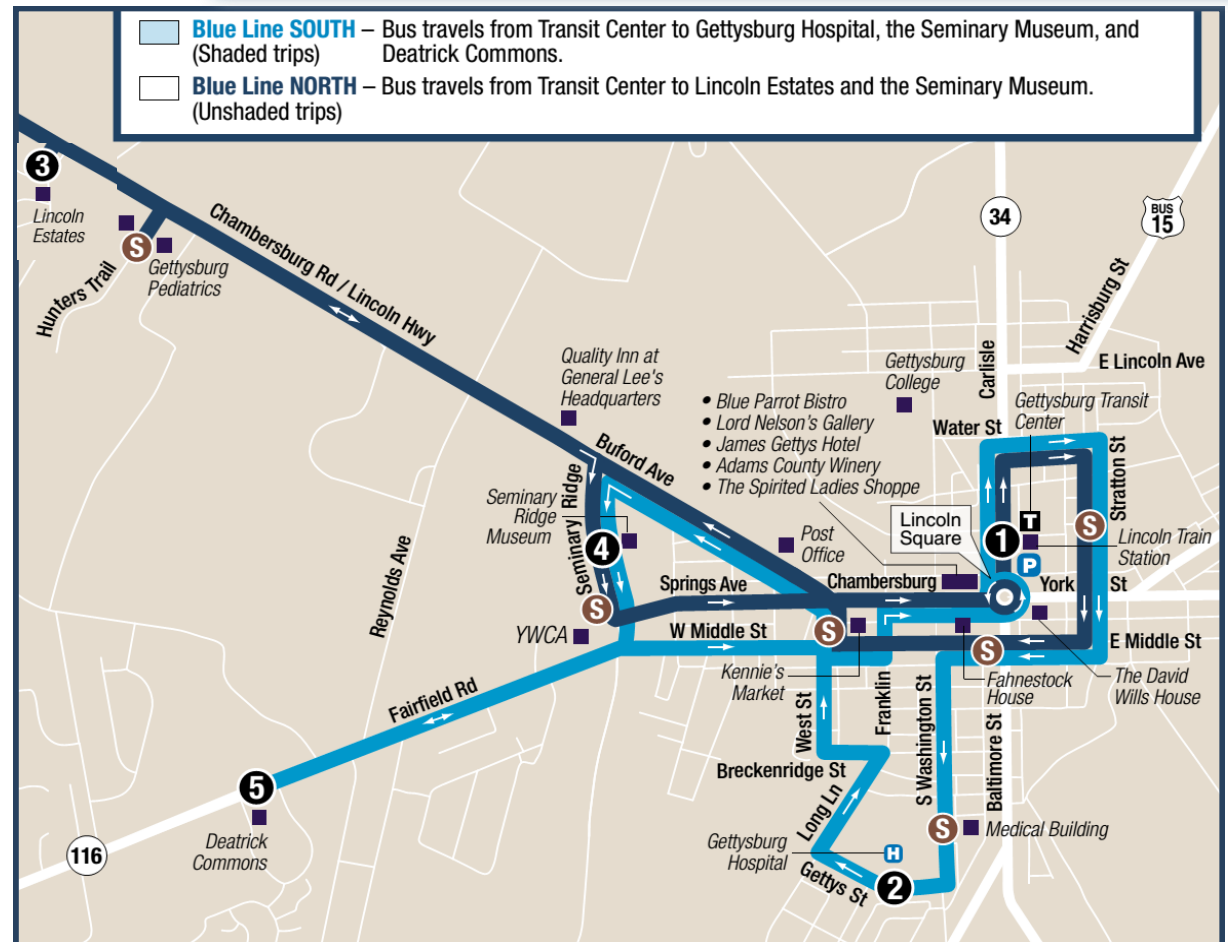 Blue Line SOUTH – Bus travels from Transit Center to Gettysburg Hospital, the Seminary Museum, and
(Shaded trips) Deatrick Commons.
Blue Line NORTH – Bus travels from Transit Center to Lincoln Estates and the Seminary Museum.
(Unshaded trips)
3
Lincoln
Estates
S
Gettysburg
Pediatrics
Hunters Trail
Chambersburg Rd / Lincoln Hwy
34
BUS
15
Harrisburg St
Carlisle
E Lincoln Ave
Quality Inn at
General Lee's
Headquarters
Gettysburg
College
Gettysburg Transit
Center
• Blue Parrot Bistro
• Lord Nelson's Gallery
• James Gettys Hotel
• Adams County Winery
• The Spirited Ladies Shoppe
Water St
Stratton St
Buford Ave
Seminary Ridge
Seminary
Ridge
Museum
4
Post
Office
Lincoln
Square
T
1
P
S
Lincoln Train
Station
Reynolds Ave
Springs Ave
Chambersburg
York St
S
YWCA
W Middle St
S
S
E Middle St
Kennie's
Market
Franklin
Fahnestock
House
The David
Wills House
Fairfield Rd
West St
S Washington St
Baltimore St
Breckenridge St
Long Ln
5
Deatrick
Commons
116
Gettysburg
Hospital
H
S
Medical Building
Gettys St
2